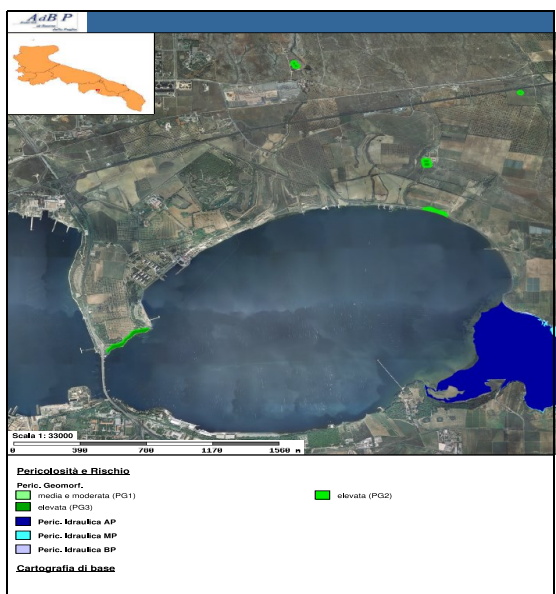 AdB P
Scala 1: 33000
0 390 780 1170 1560 m
Pericolosità e Rischio
Peric. Geomorf.
media e moderata (PG1) elevata (PG2)
elevata (PG3)
Peric. Idraulica AP
Peric. Idraulica MP
Peric. Idraulica BP
Cartografia di base